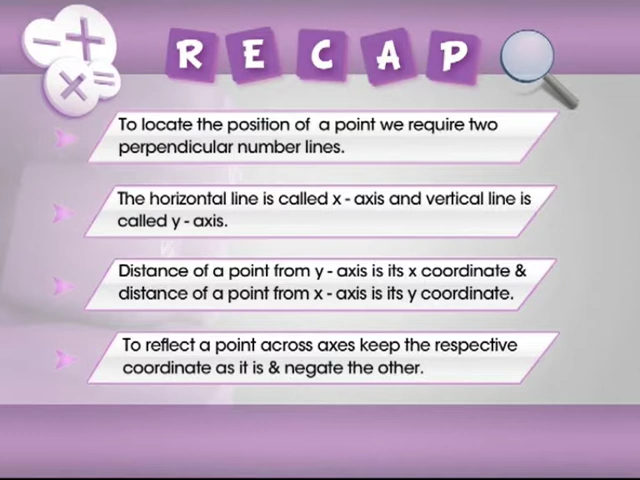 RECAP
To locate the position of a point we require two
perpendicular number lines.
The horizontal line is called x - axis and vertical line is
called y - axis.
Distance of a point from y - axis is its x coordinate &
distance of a point from x - axis is its y coordinate.
To reflect a point across axes keep the respective
coordinate as it is & negate the other.